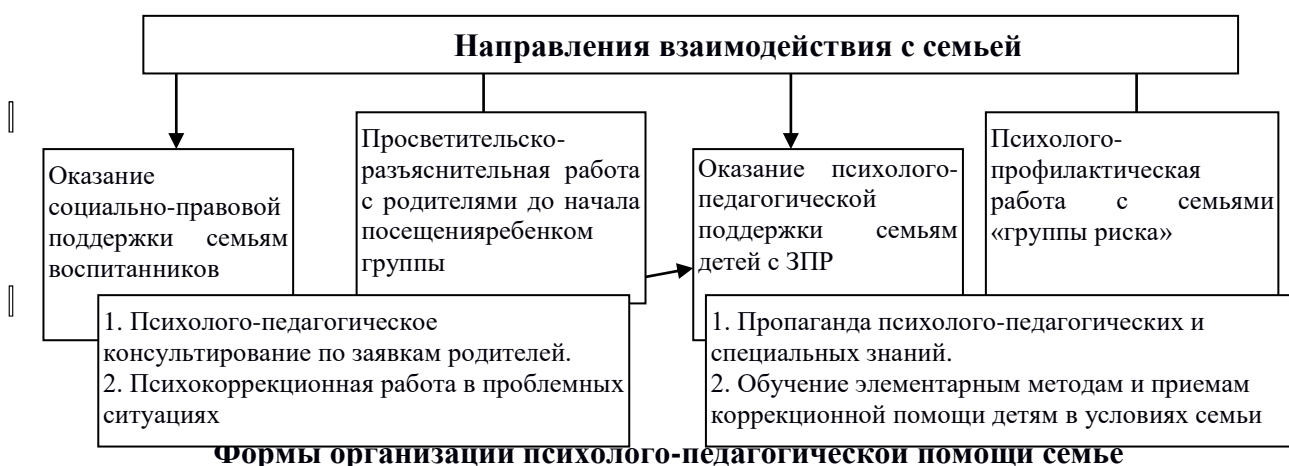 Направления взаимодействия с семьей
Оказание
социально-правовой
поддержки семьям
воспитанников
Просветительско-
разъяснительная работа
с родителями до начала
посещенияребенком
группы
Оказание психолого-
педагогической
поддержки семьям
детей с ЗПР
Психолого-
профилактическая
работа с семьями
«группы риска»
1. Психолого-педагогическое
консультирование по заявкам родителей.
2. Психокоррекционная работа в проблемных
ситуациях
1. Пропаганда психолого-педагогических и
специальных знаний.
2. Обучение элементарным методам и приемам
коррекционной помощи детям в условиях семьи
Формы организации психолого-педагогической помощи семье